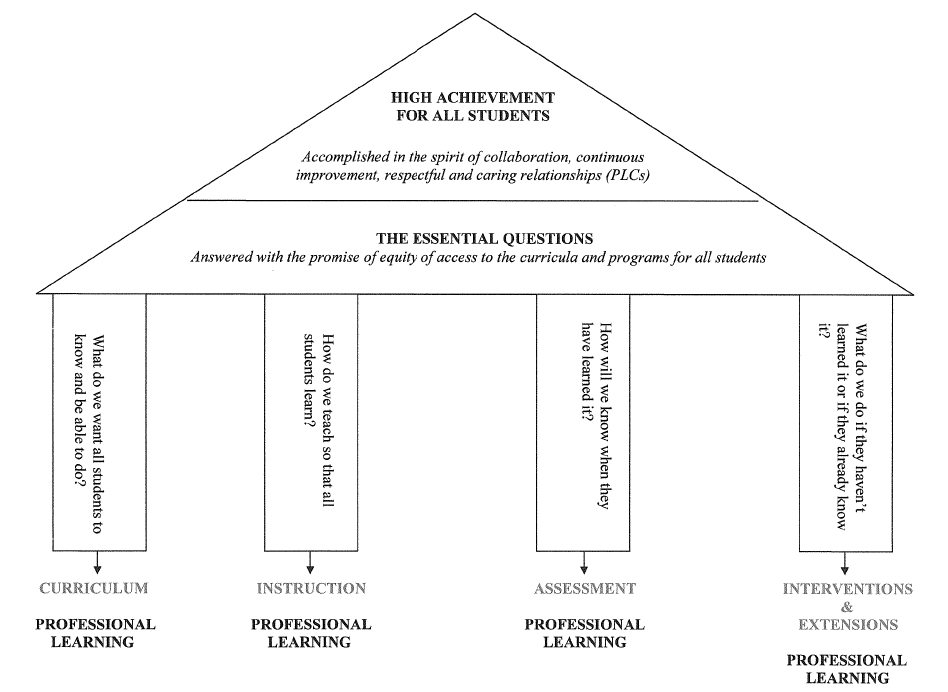 HIGH ACHIEVEMENT
FOR ALL STUDENTS
Accomplished in the spirit of collaboration, continuous
improvement, respectful and caring relationships (PLCs)
THE ESSENTIAL QUESTIONS
Answered with the promise of equity of access to the curricula and programs for all students
What do we want all students to
know and be able to do?
How do we teach so that all
students learn?
How will we know when they
have learned it?
What do we do if they haven't
learned it or if they already know
it?
CURRICULUM
PROFESSIONAL
LEARNING
INSTRUCTION
PROFESSIONAL
LEARNING
ASSESSMENT
PROFESSIONAL
LEARNING
INTERVENTIONS
&
EXTENSIONS
PROFESSIONAL
LEARNING